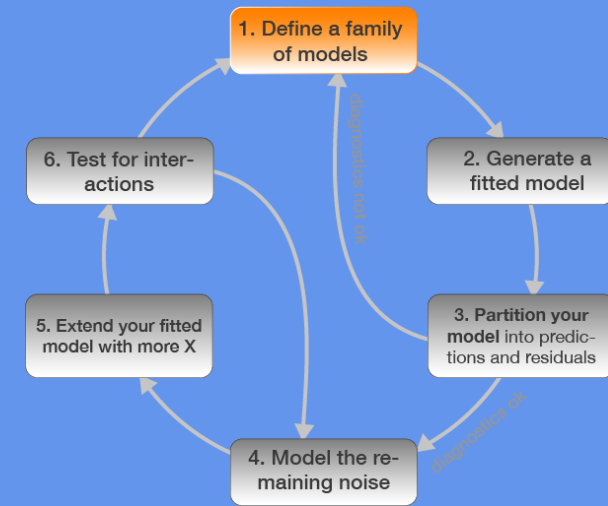 1. Define a family
of models
2. Generate a
fitted model
3. Partition your
model into predic-
tions and residuals
4. Model the re-
maining noise
5. Extend your fitted
model with more X
6. Test for inter-
actions
diagnostics not ok
diagnostics ok